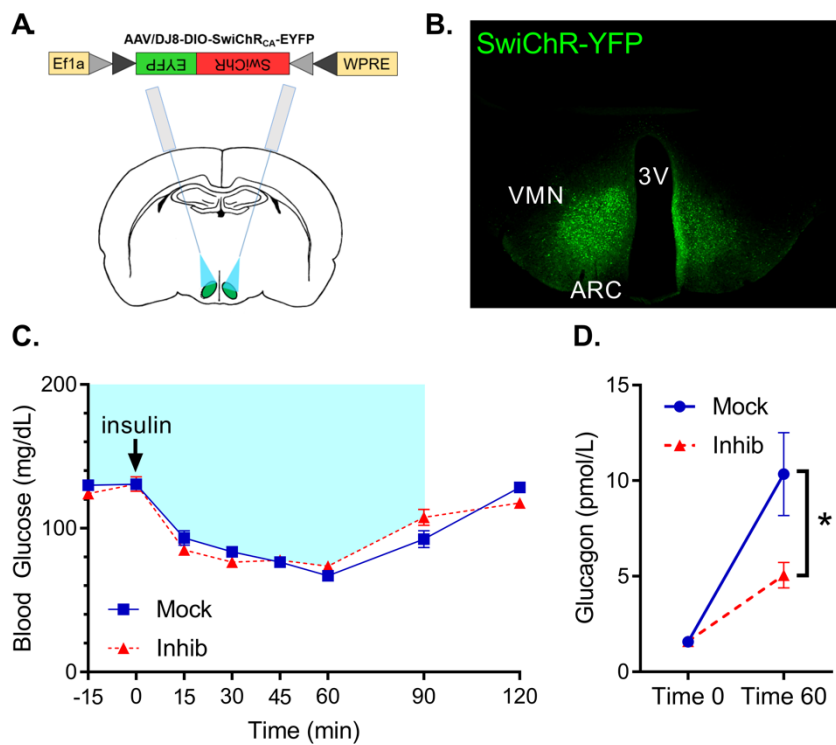 A.
AAV/DJ8-DIO-SwiChR_CA-EYFP
Ef1a EYFP SwiChR WPRE
B.
SwiChR-YFP
3V
VMN
ARC
C.
Blood Glucose (mg/dL)
200
100
0
insulin
Mock
Inhib
-15 0 15 30 45 60 90 120
Time (min)
D.
Glucagon (pmol/L)
15
10
5
0
Mock
Inhib
*
Time 0 Time 60